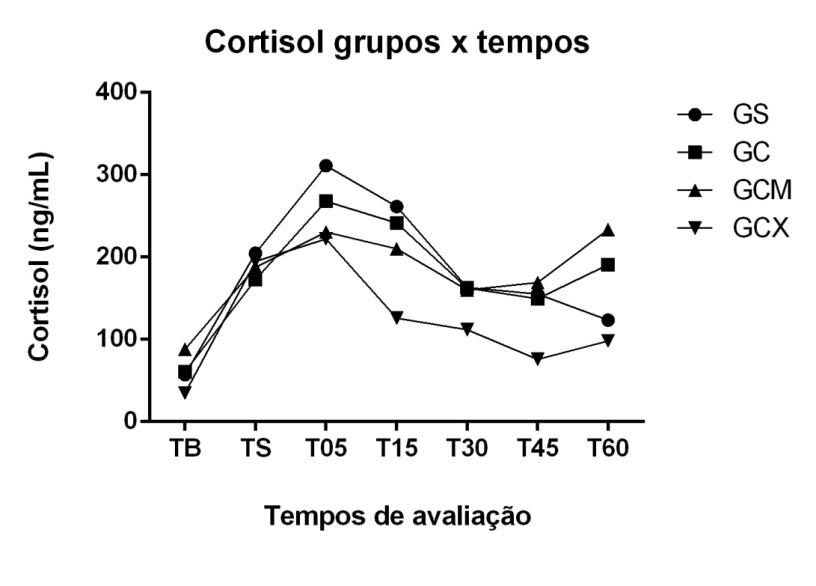 Cortisol grupos x tempos
400
300
200
100
0
Cortisol (ng/mL)
TB TS T05 T15 T30 T45 T60
Tempos de avaliação
GS
GC
GCM
GCX